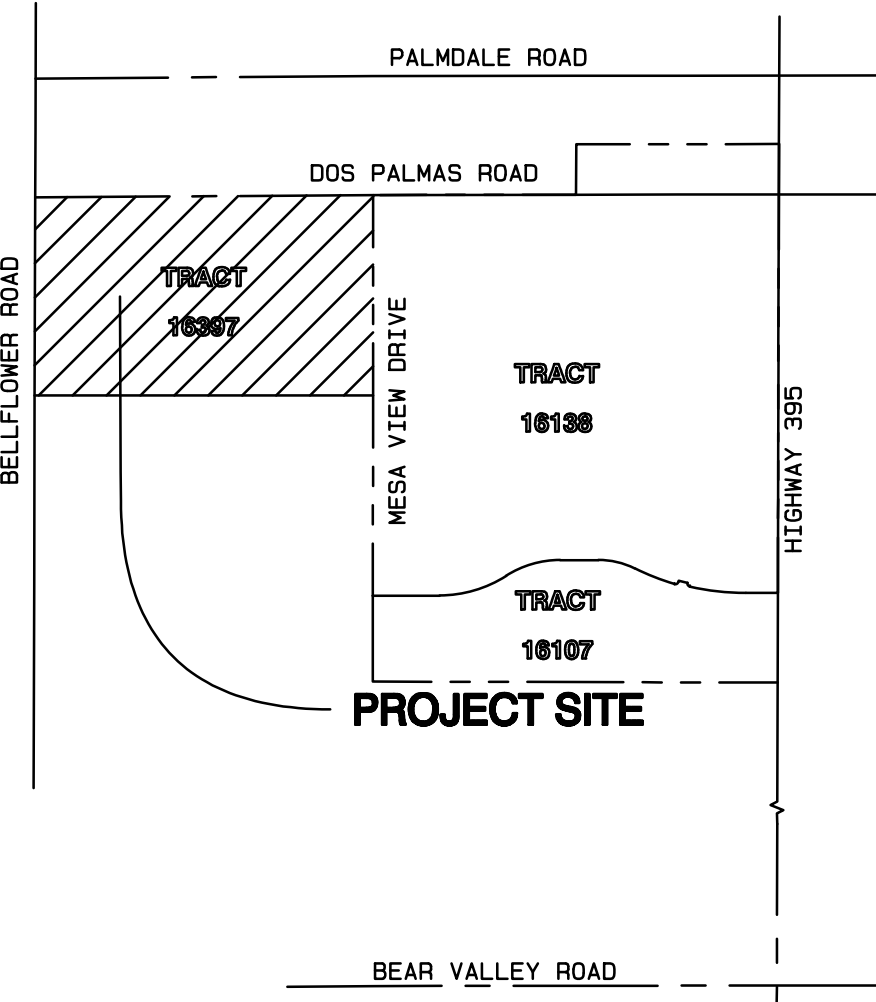 PALMDALE ROAD
DOS PALMAS ROAD
BELLFLOWER ROAD
TRACT
16397
MESA VIEW DRIVE
TRACT
16138
HIGHWAY 395
TRACT
16107
PROJECT SITE
BEAR VALLEY ROAD